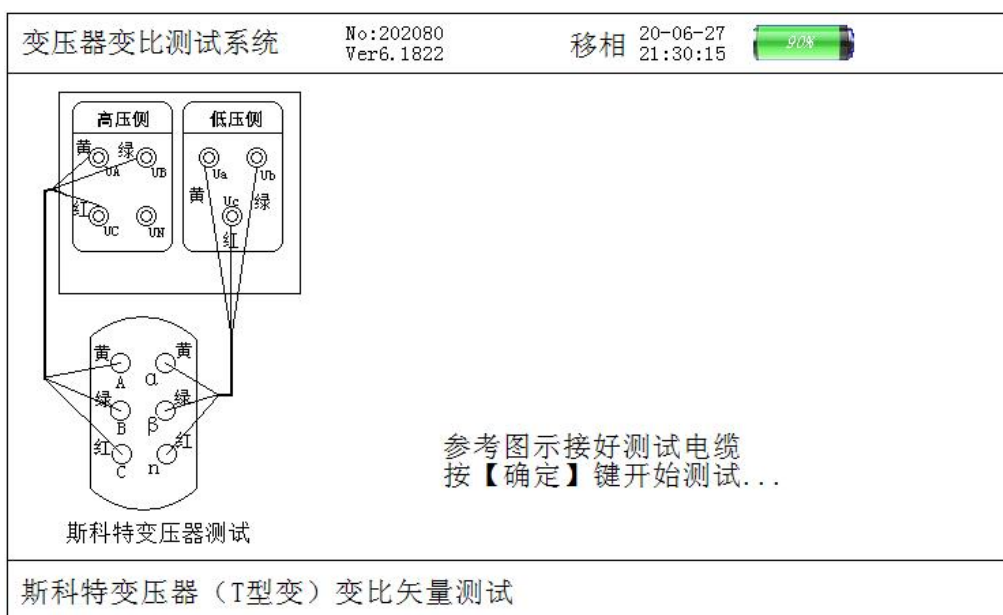 变压器变比测试系统
No:202080
Ver6.1822
移相
20-06-27
21:30:15
90%
高压侧
低压侧
黄 绿
UA UB
Ua Ub
黄 Uc 绿
红
UC UN
红
黄 黄
A α
绿 绿
B β
红 红
C n
参考图示接好测试电缆
按【确定】键开始测试...
斯科特变压器测试
斯科特变压器（T型变）变比矢量测试